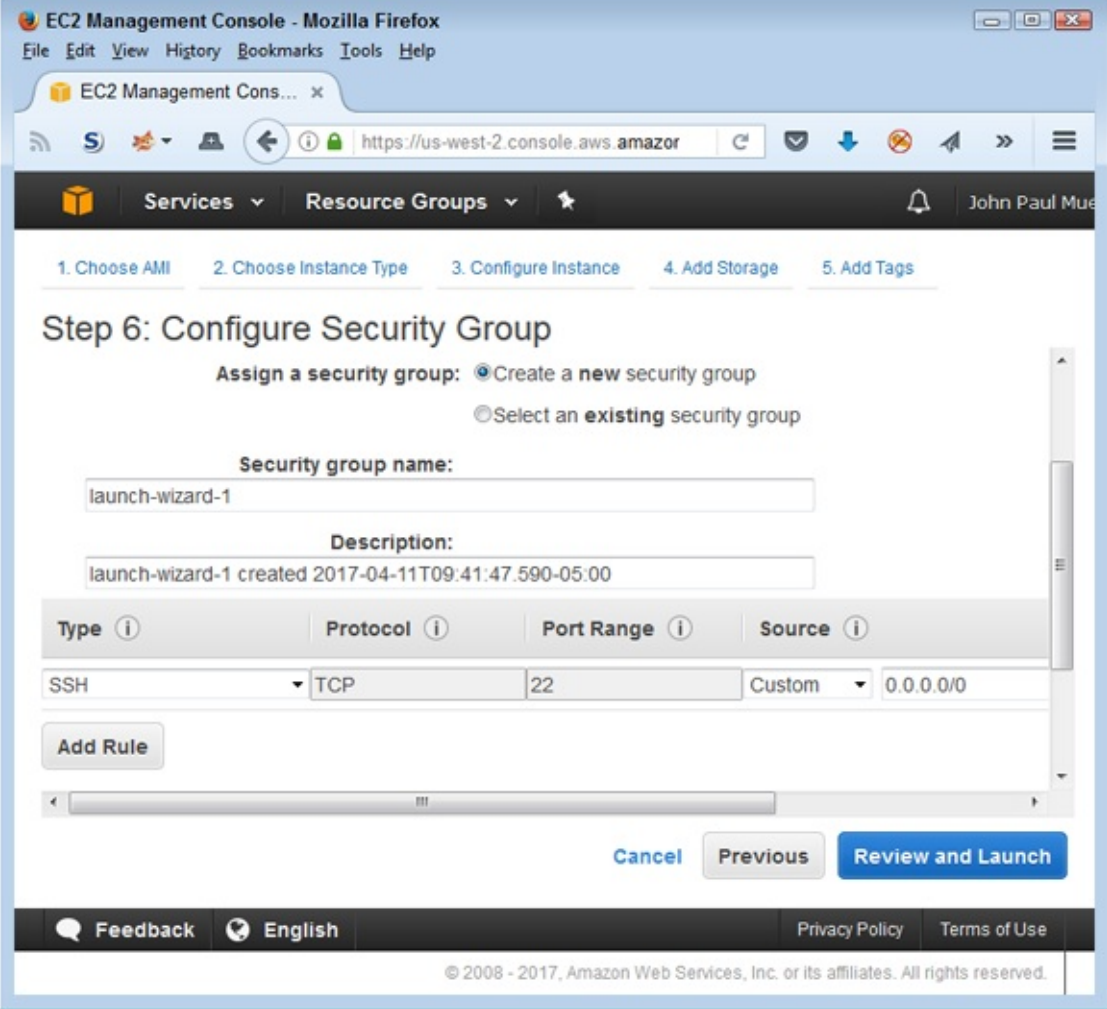 EC2 Management Console - Mozilla Firefox
File Edit View History Bookmarks Tools Help
EC2 Management Cons... ×
https://us-west-2.console.aws.amazor
Services Resource Groups John Paul Mue
1. Choose AMI 2. Choose Instance Type 3. Configure Instance 4. Add Storage 5. Add Tags
Step 6: Configure Security Group
Assign a security group: Create a new security group
Select an existing security group
Security group name:
launch-wizard-1
Description:
launch-wizard-1 created 2017-04-11T09:41:47.590-05:00
Type i Protocol i Port Range i Source i
SSH TCP 22 Custom 0.0.0.0/0
Add Rule
Cancel Previous Review and Launch
Feedback English Privacy Policy Terms of Use
© 2008 - 2017, Amazon Web Services, Inc. or its affiliates. All rights reserved.